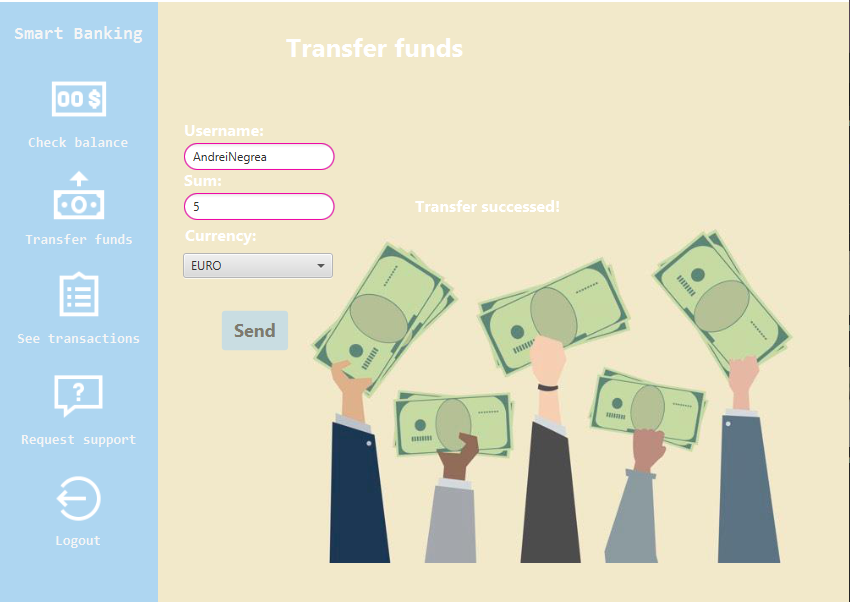 Smart Banking
00 $
Check balance
Transfer funds
See transactions
?
Request support
Logout
Transfer funds
Username:
AndreiNegrea
Sum:
5
Transfer successed!
Currency:
EURO
Send